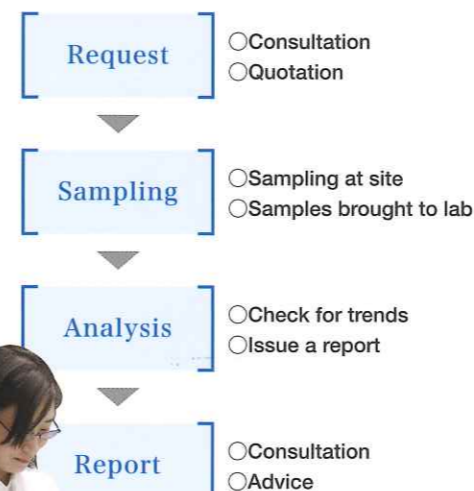 Request
○Consultation
○Quotation
Sampling
○Sampling at site
○Samples brought to lab
Analysis
○Check for trends
○Issue a report
Report
○Consultation
○Advice